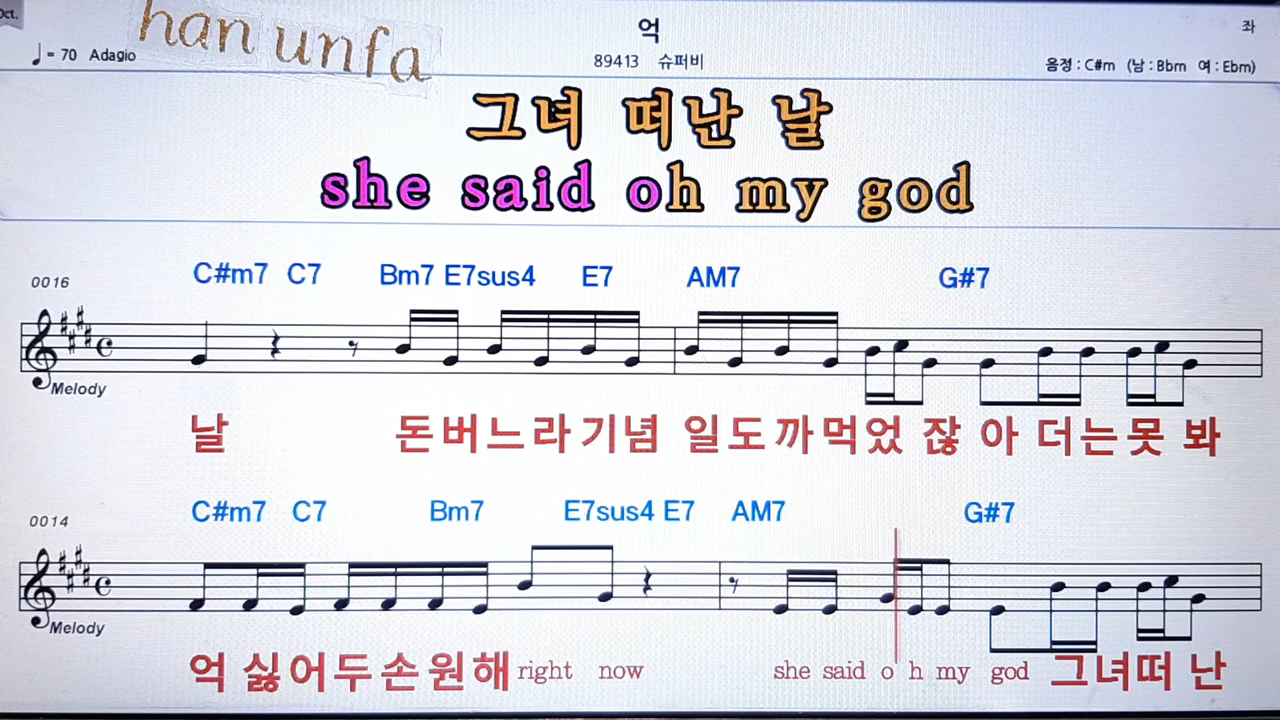 Oct.
han unfa
억
좌
♩= 70 Adagio
89413 슈퍼비
음정 : C#m (남 : Bbm 여 : Ebm)
그녀 떠난 날
she said oh my god
0016
C#m7 C7 Bm7 E7sus4 E7 AM7 G#7
Melody
날 돈버느라기념 일도까먹었 잖 아 더는못 봐
0014
C#m7 C7 Bm7 E7sus4 E7 AM7 G#7
Melody
억 싫어두손원해 right now she said o h my god 그녀떠 난